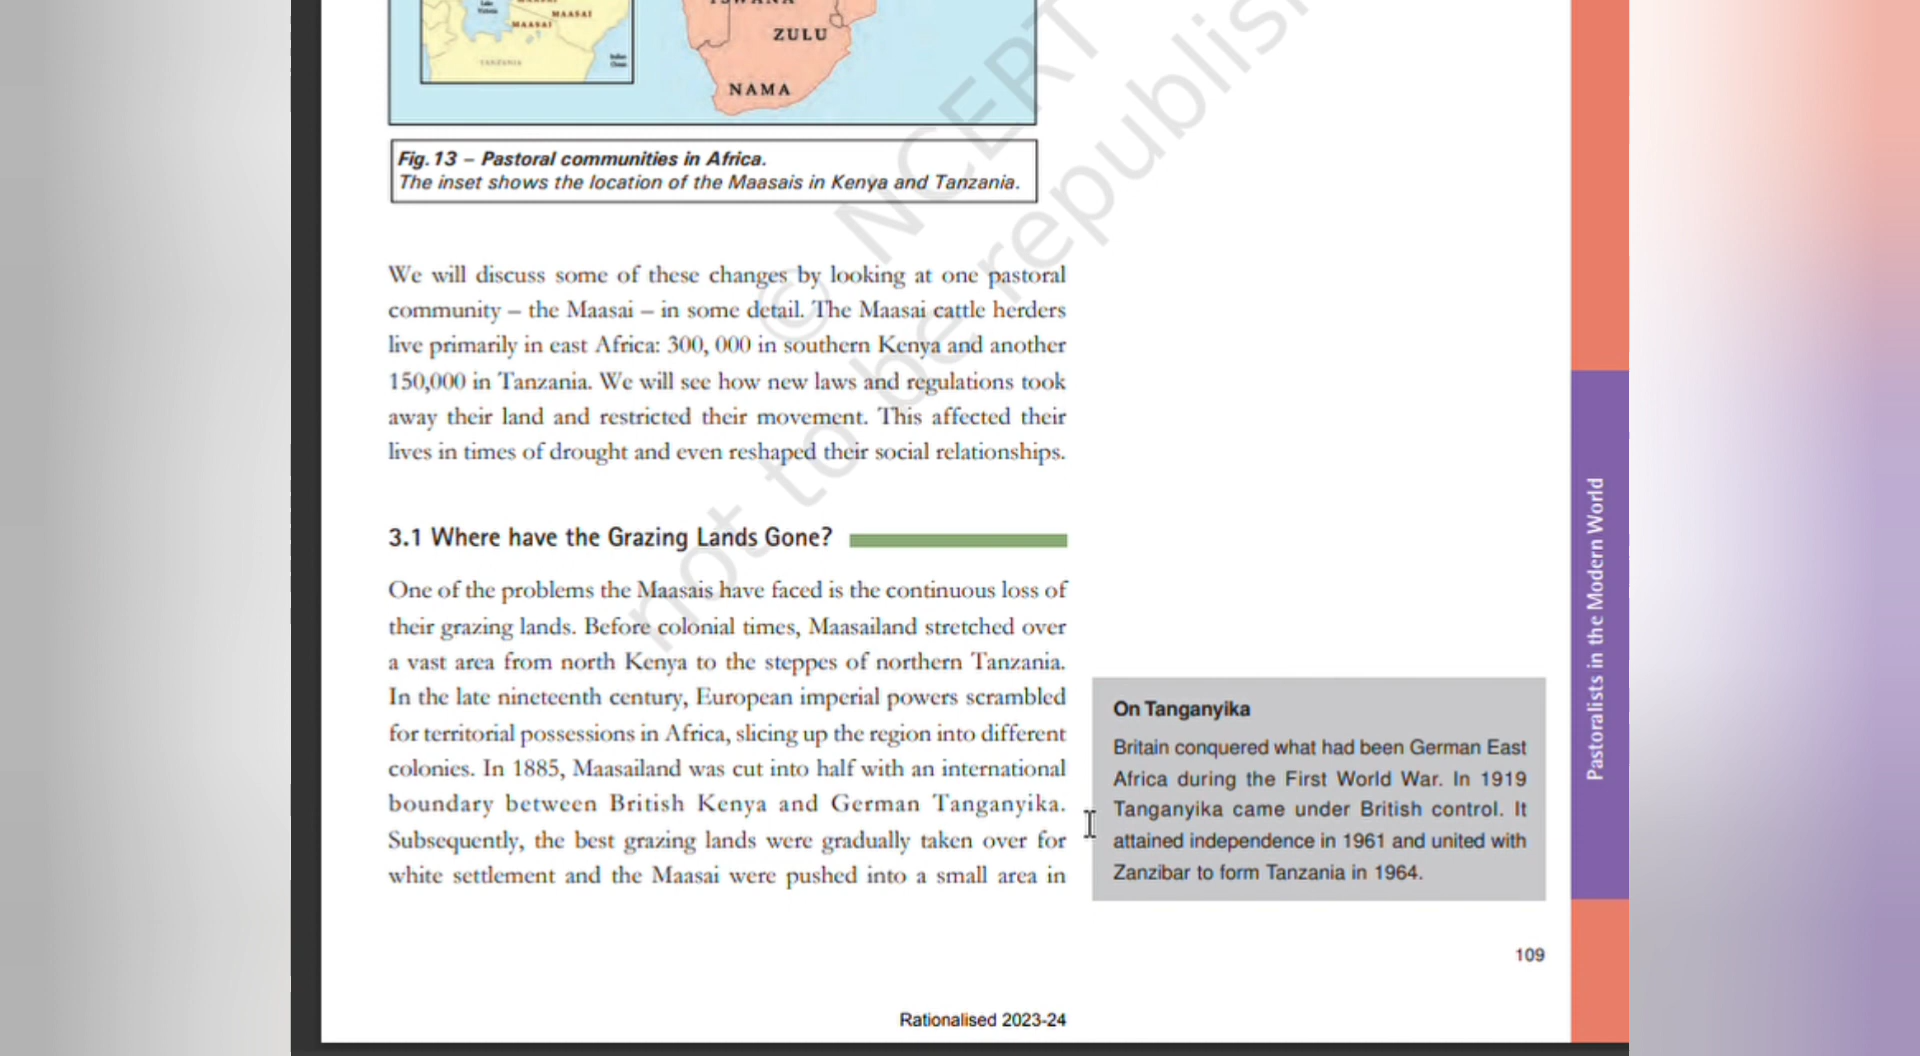 MAASAI
MAASAI
TANZANIA
ZULU
NAMA
Fig. 13 – Pastoral communities in Africa.
The inset shows the location of the Maasais in Kenya and Tanzania.
© NCERT
not to be republis
We will discuss some of these changes by looking at one pastoral
community – the Maasai – in some detail. The Maasai cattle herders
live primarily in east Africa: 300, 000 in southern Kenya and another
150,000 in Tanzania. We will see how new laws and regulations took
away their land and restricted their movement. This affected their
lives in times of drought and even reshaped their social relationships.
3.1 Where have the Grazing Lands Gone?
One of the problems the Maasais have faced is the continuous loss of
their grazing lands. Before colonial times, Maasailand stretched over
a vast area from north Kenya to the steppes of northern Tanzania.
In the late nineteenth century, European imperial powers scrambled
for territorial possessions in Africa, slicing up the region into different
colonies. In 1885, Maasailand was cut into half with an international
boundary between British Kenya and German Tanganyika.
Subsequently, the best grazing lands were gradually taken over for
white settlement and the Maasai were pushed into a small area in
On Tanganyika
Britain conquered what had been German East
Africa during the First World War. In 1919
Tanganyika came under British control. It
attained independence in 1961 and united with
Zanzibar to form Tanzania in 1964.
Pastoralists in the Modern World
109
Rationalised 2023-24